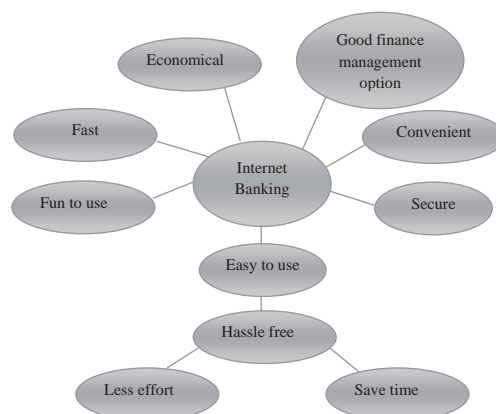 Good finance
management
option
Economical
Fast
Convenient
Internet
Banking
Fun to use
Secure
Easy to use
Hassle free
Less effort
Save time